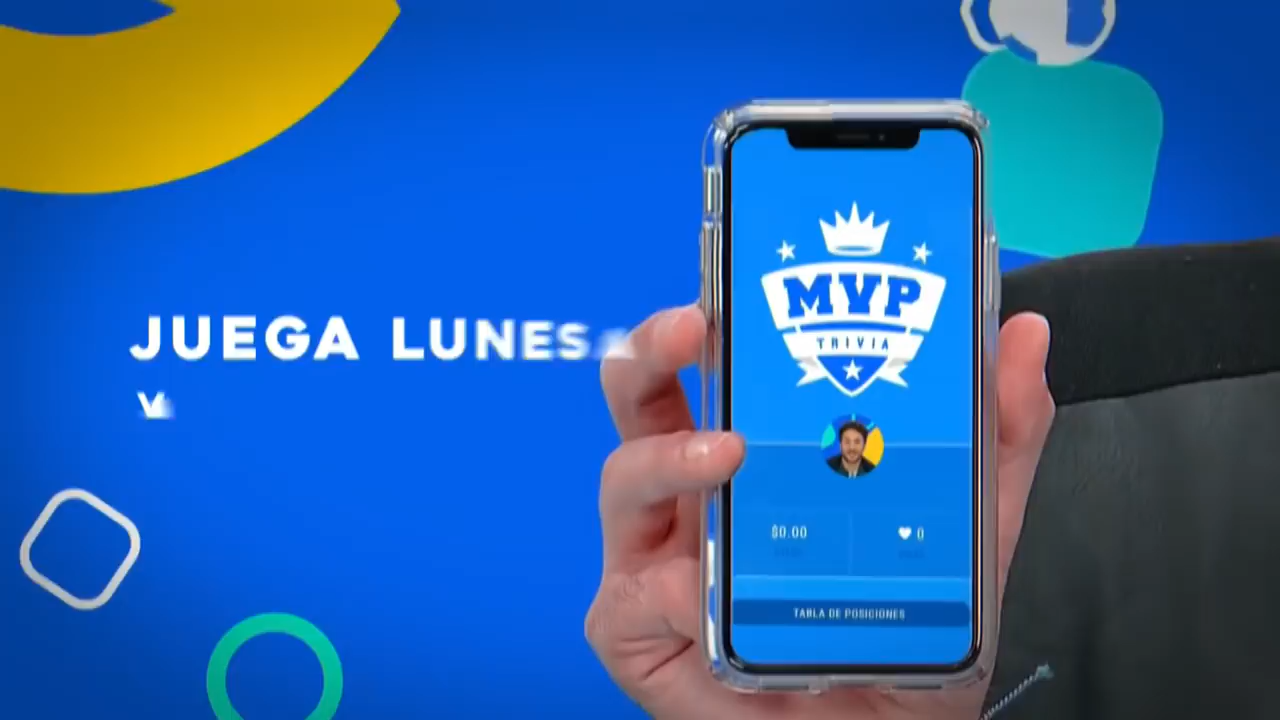 JUEGA LUNES
MVP
TRIVIA
$0.00
0
TABLA DE POSICIONES